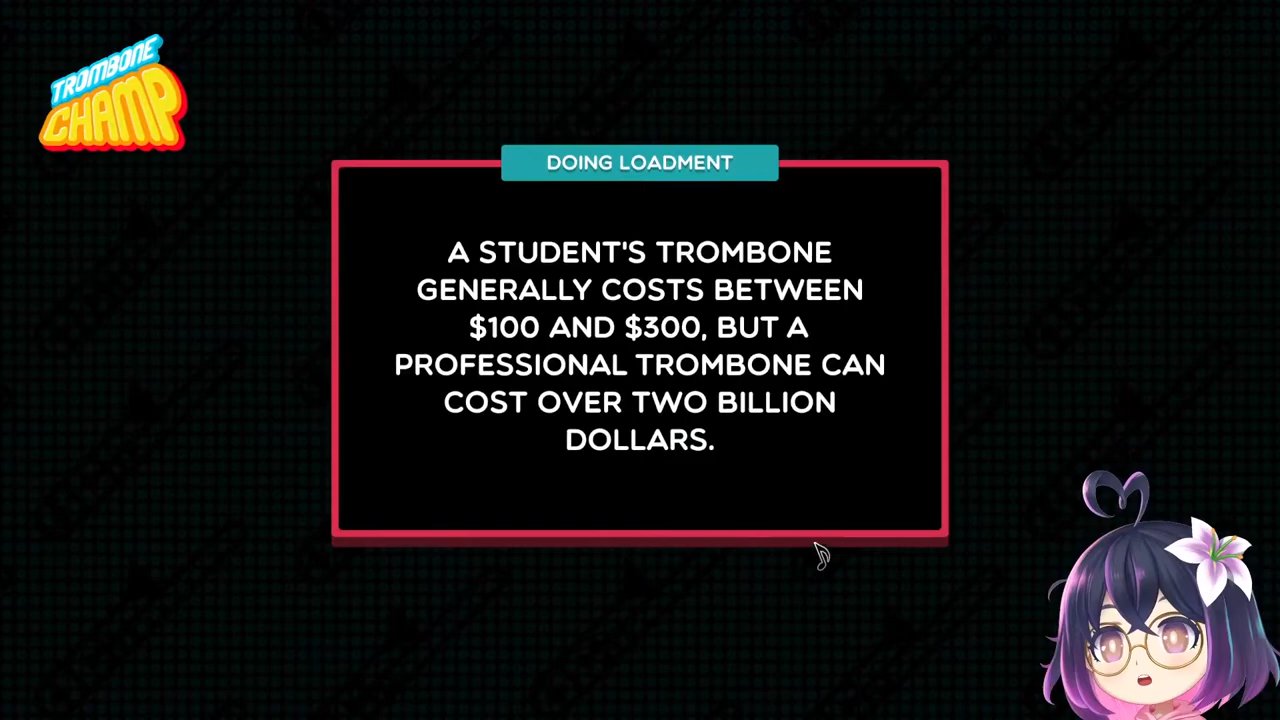 TROMBONE
CHAMP
DOING LOADMENT
A STUDENT'S TROMBONE
GENERALLY COSTS BETWEEN
$100 AND $300, BUT A
PROFESSIONAL TROMBONE CAN
COST OVER TWO BILLION
DOLLARS.